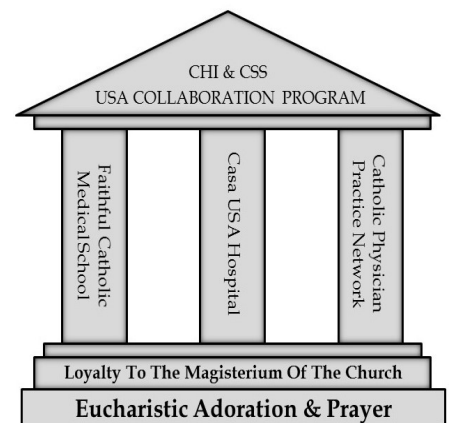 CHI & CSS
USA COLLABORATION PROGRAM
Faithful Catholic
Medical School
Casa USA Hospital
Catholic Physician
Practice Network
Loyalty To The Magisterium Of The Church
Eucharistic Adoration & Prayer